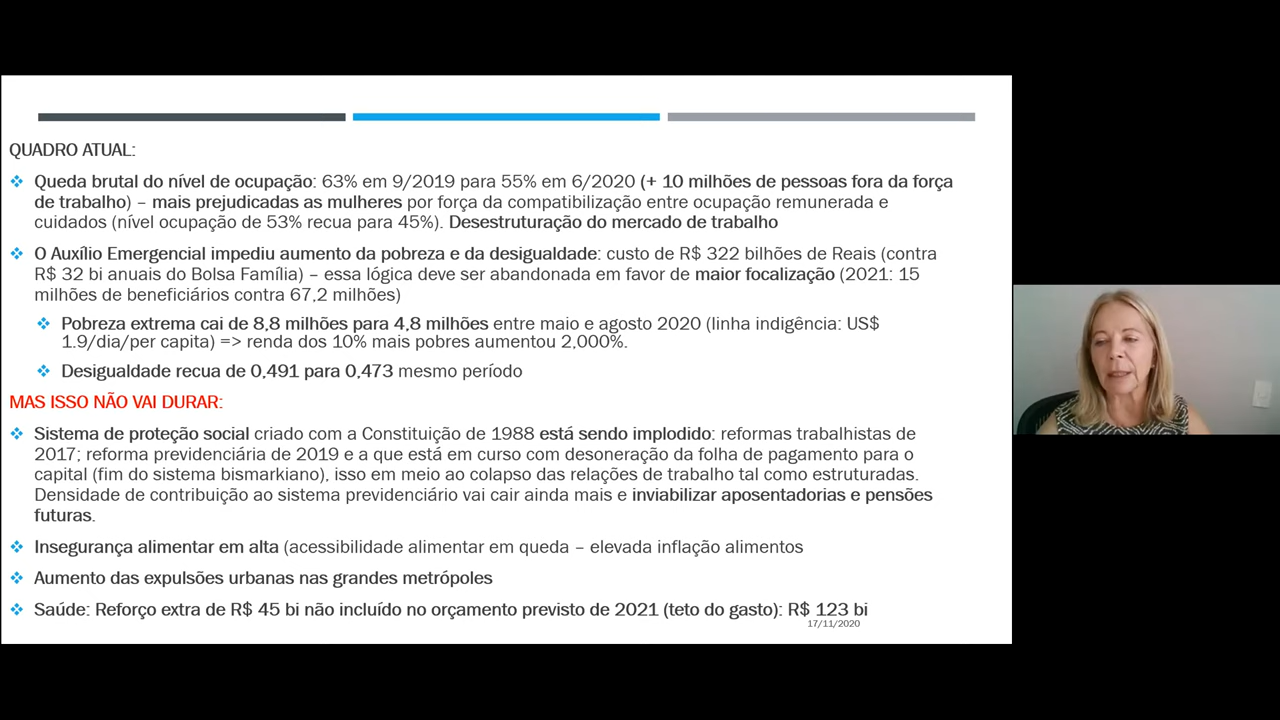 QUADRO ATUAL:
❖ Queda brutal do nível de ocupação: 63% em 9/2019 para 55% em 6/2020 (+ 10 milhões de pessoas fora da força
de trabalho) – mais prejudicadas as mulheres por força da compatibilização entre ocupação remunerada e
cuidados (nível ocupação de 53% recua para 45%). Desestruturação do mercado de trabalho
❖ O Auxílio Emergencial impediu aumento da pobreza e da desigualdade: custo de R$ 322 bilhões de Reais (contra
R$ 32 bi anuais do Bolsa Família) – essa lógica deve ser abandonada em favor de maior focalização (2021: 15
milhões de beneficiários contra 67,2 milhões)
❖ Pobreza extrema cai de 8,8 milhões para 4,8 milhões entre maio e agosto 2020 (linha indigência: US$
1.9/dia/per capita) => renda dos 10% mais pobres aumentou 2,000%.
❖ Desigualdade recua de 0,491 para 0,473 mesmo período
MAS ISSO NÃO VAI DURAR:
❖ Sistema de proteção social criado com a Constituição de 1988 está sendo implodido: reformas trabalhistas de
2017; reforma previdenciária de 2019 e a que está em curso com desoneração da folha de pagamento para o
capital (fim do sistema bismarkiano), isso em meio ao colapso das relações de trabalho tal como estruturadas.
Densidade de contribuição ao sistema previdenciário vai cair ainda mais e inviabilizar aposentadorias e pensões
futuras.
❖ Insegurança alimentar em alta (acessibilidade alimentar em queda – elevada inflação alimentos
❖ Aumento das expulsões urbanas nas grandes metrópoles
❖ Saúde: Reforço extra de R$ 45 bi não incluído no orçamento previsto de 2021 (teto do gasto): R$ 123 bi
17/11/2020